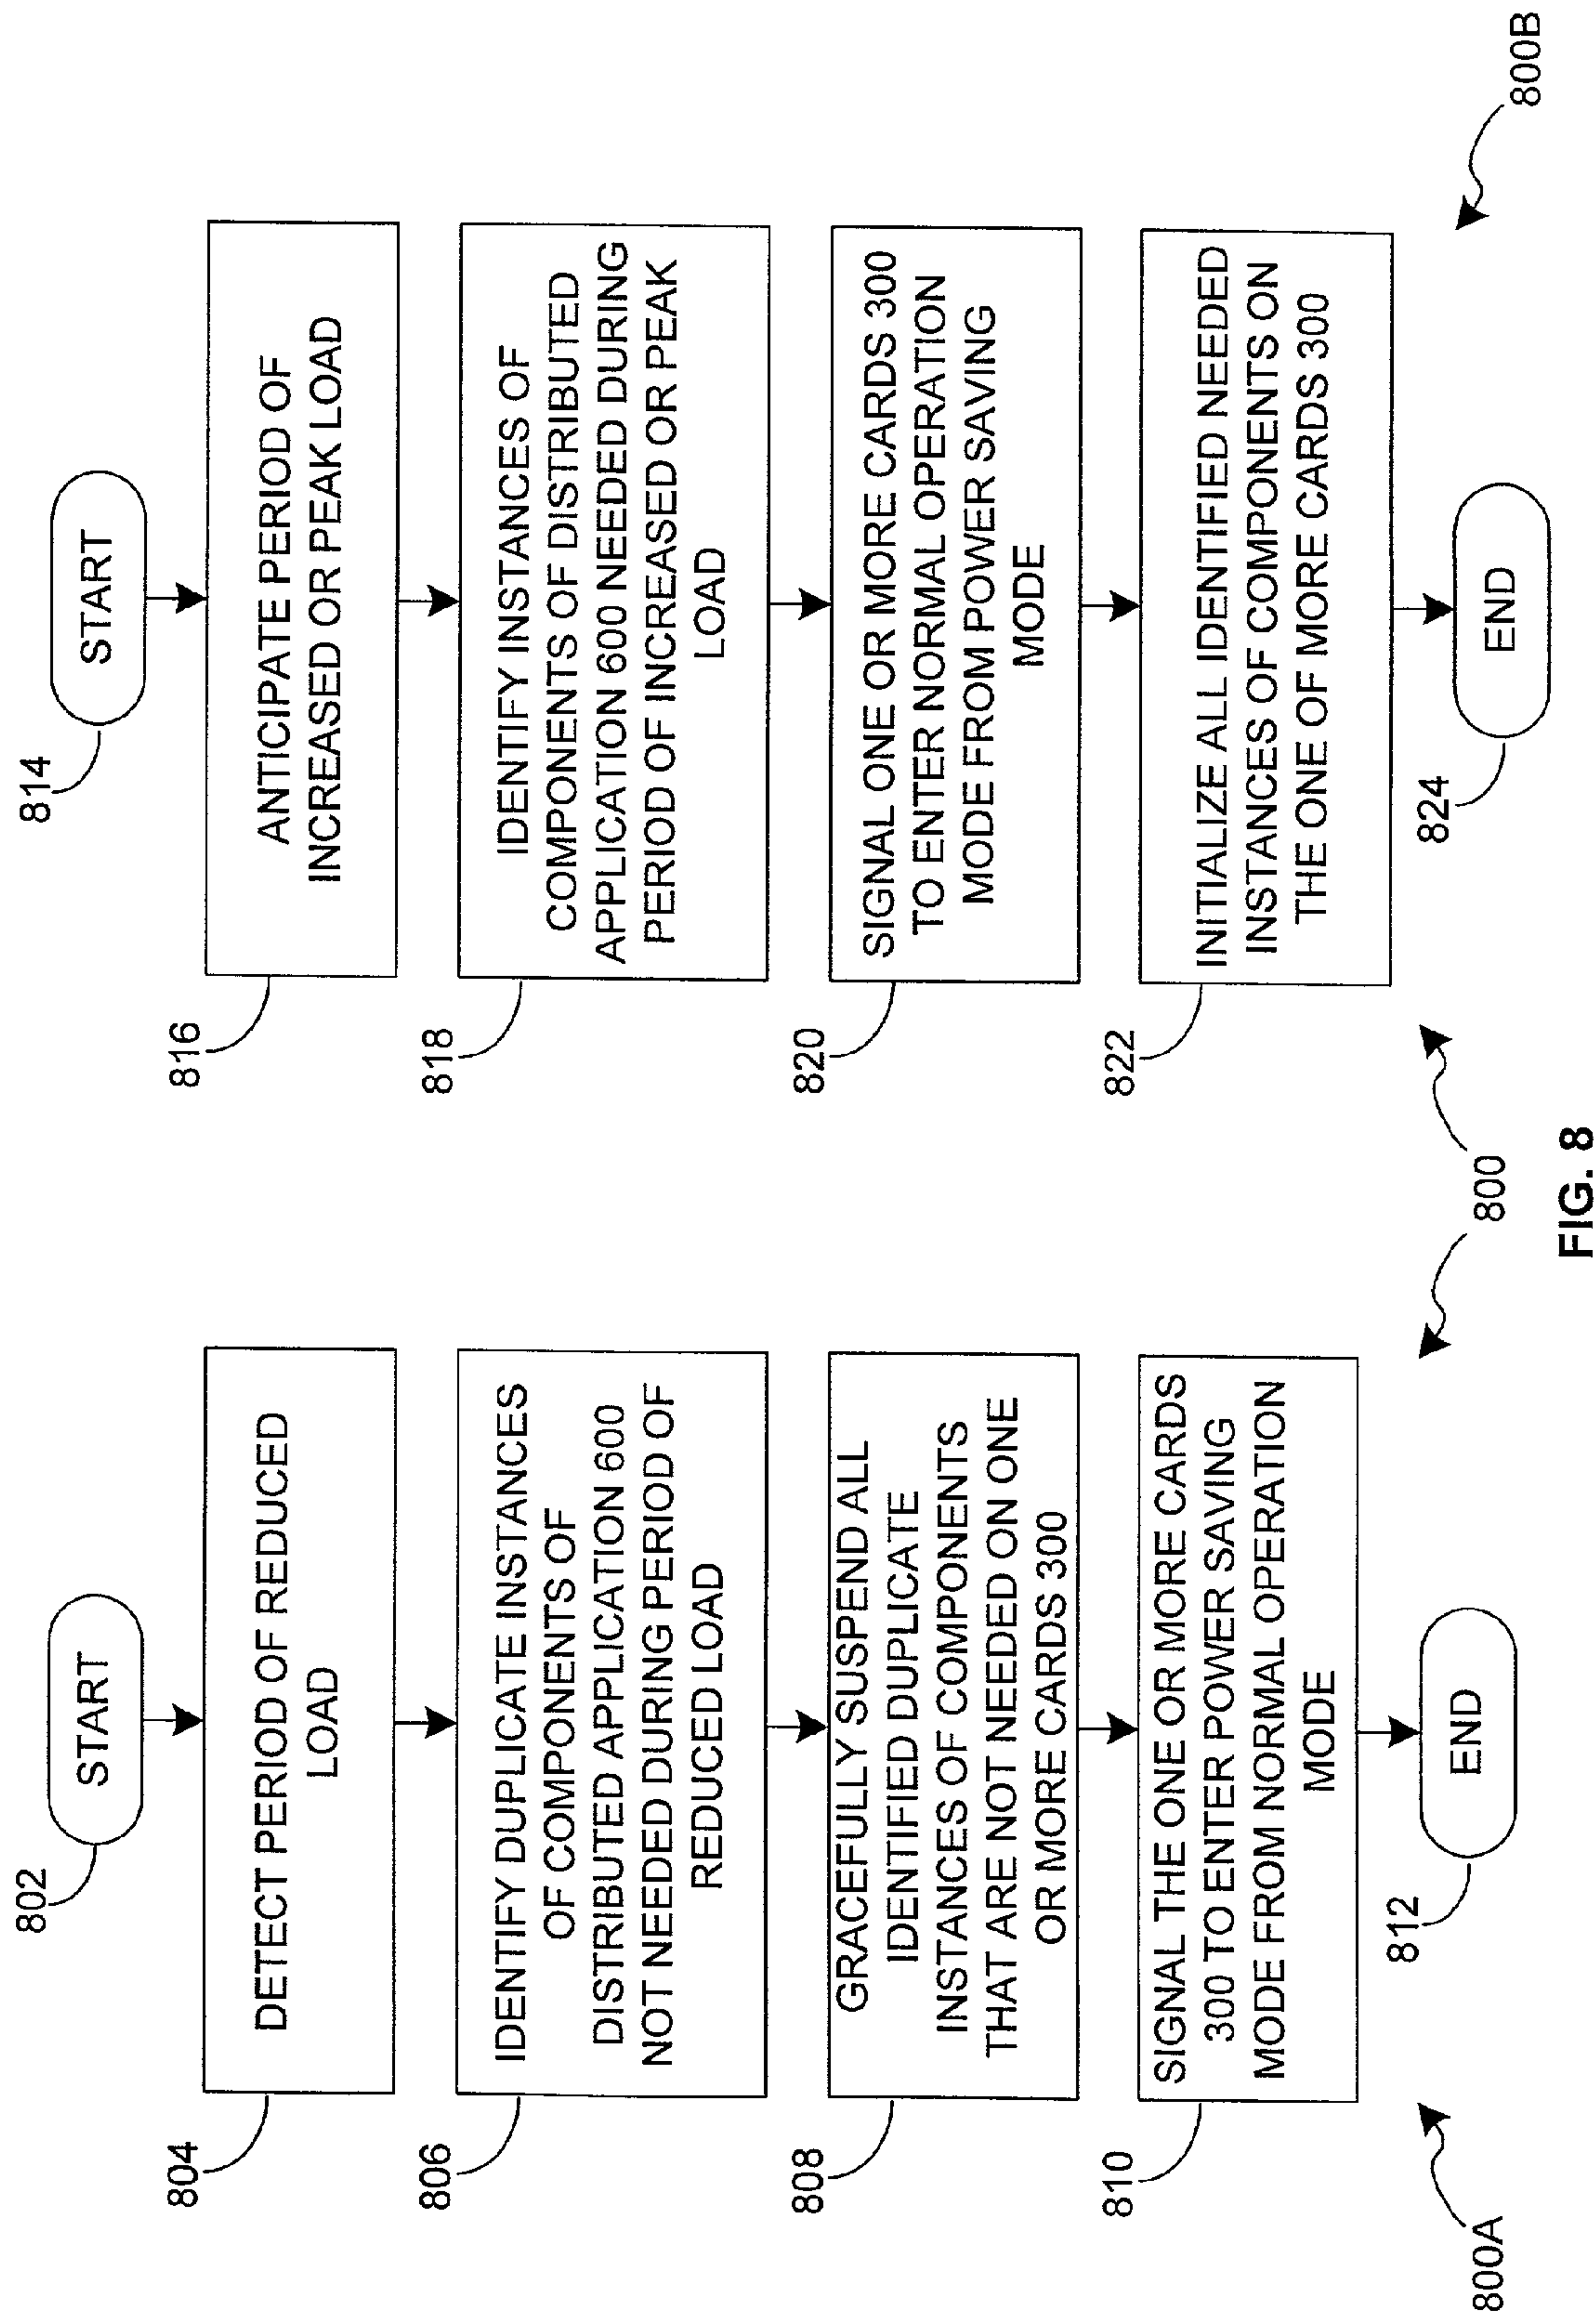 802
START
804
DETECT PERIOD OF REDUCED
LOAD
806
IDENTIFY DUPLICATE INSTANCES
OF COMPONENTS OF
DISTRIBUTED APPLICATION 600
NOT NEEDED DURING PERIOD OF
REDUCED LOAD
808
GRACEFULLY SUSPEND ALL
IDENTIFIED DUPLICATE
INSTANCES OF COMPONENTS
THAT ARE NOT NEEDED ON ONE
OR MORE CARDS 300
810
SIGNAL THE ONE OR MORE CARDS
300 TO ENTER POWER SAVING
MODE FROM NORMAL OPERATION
MODE
812
END
800A
814
START
816
ANTICIPATE PERIOD OF
INCREASED OR PEAK LOAD
818
IDENTIFY INSTANCES OF
COMPONENTS OF DISTRIBUTED
APPLICATION 600 NEEDED DURING
PERIOD OF INCREASED OR PEAK
LOAD
820
SIGNAL ONE OR MORE CARDS 300
TO ENTER NORMAL OPERATION
MODE FROM POWER SAVING
MODE
822
INITIALIZE ALL IDENTIFIED NEEDED
INSTANCES OF COMPONENTS ON
THE ONE OF MORE CARDS 300
824
END
800B
800
FIG. 8